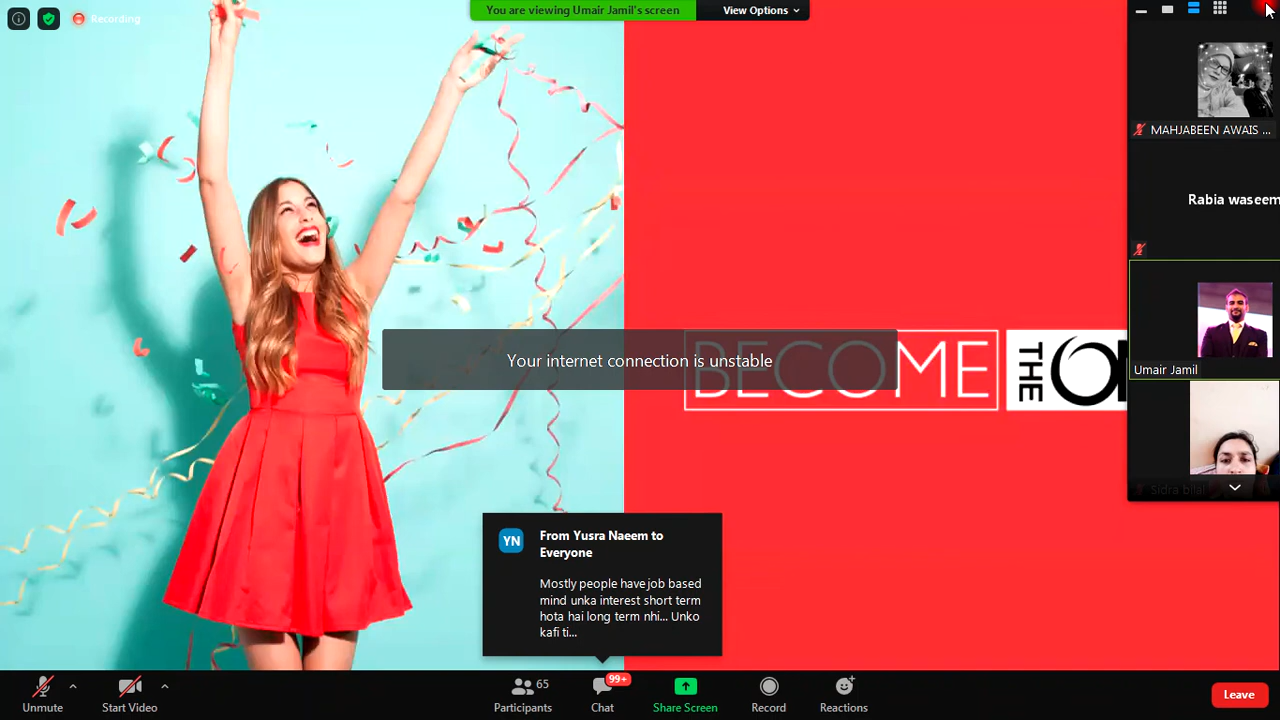 Recording
You are viewing Umair Jamil's screen
View Options
MAHJABEEN AWAIS ...
Rabia waseem
Umair Jamil
Sidra bilal
Your internet connection is unstable
BECOME
THE
From Yusra Naeem to
Everyone
YN
Mostly people have job based
mind unka interest short term
hota hai long term nhi... Unko
kafi ti...
Unmute
Start Video
65
Participants
99+
Chat
Share Screen
Record
Reactions
Leave